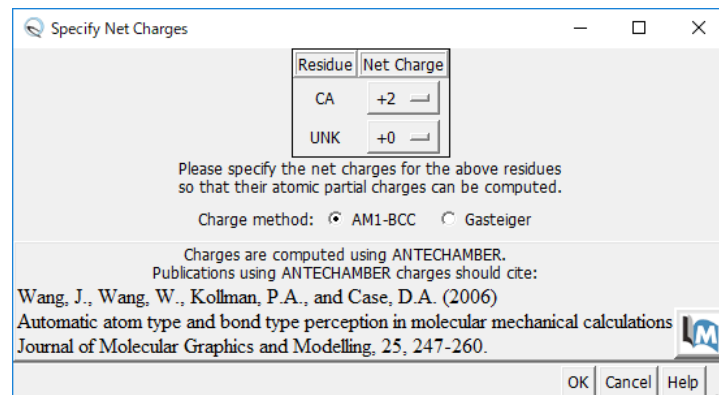 Specify Net Charges
Residue Net Charge
CA +2
UNK +0
Please specify the net charges for the above residues
so that their atomic partial charges can be computed.
Charge method: AM1-BCC Gasteiger
Charges are computed using ANTECHAMBER.
Publications using ANTECHAMBER charges should cite:
Wang, J., Wang, W., Kollman, P.A., and Case, D.A. (2006)
Automatic atom type and bond type perception in molecular mechanical calculations
Journal of Molecular Graphics and Modelling, 25, 247-260.
M
OK Cancel Help